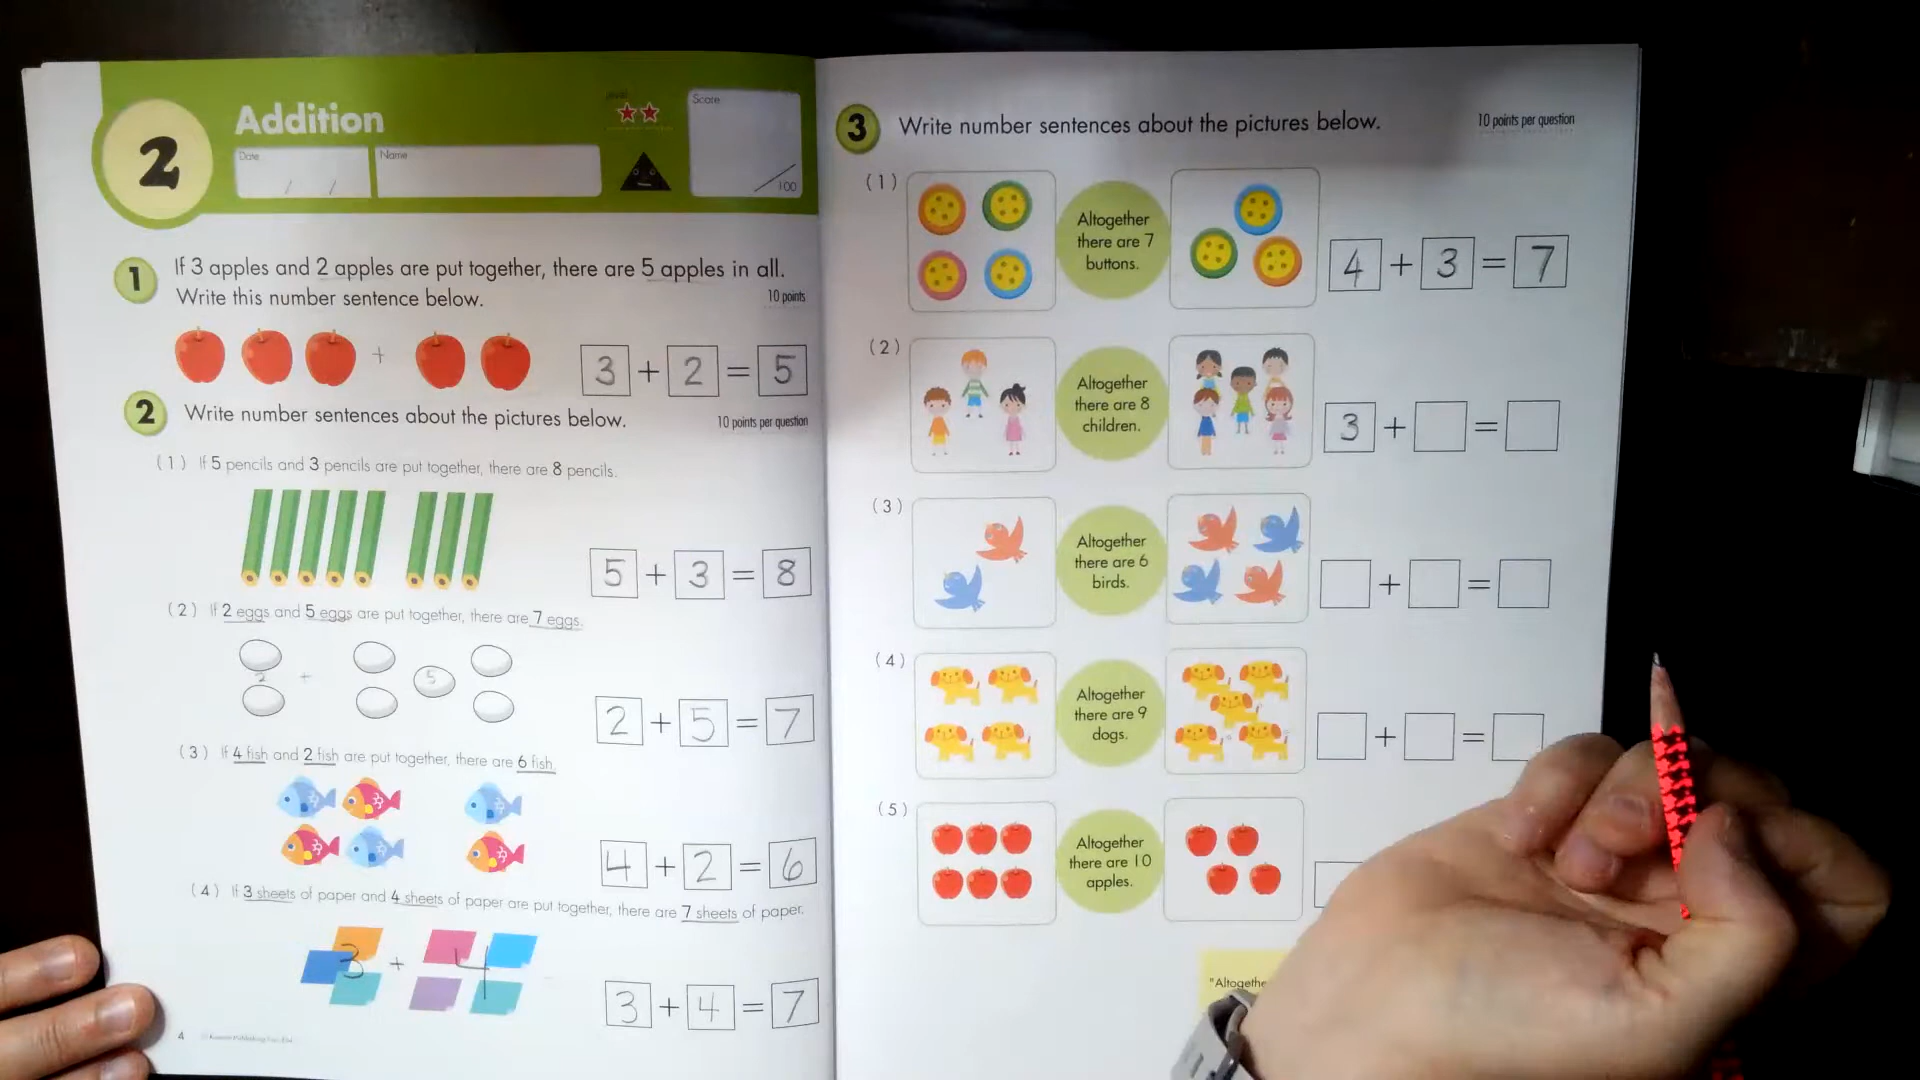 2
Addition
Level
Score
Date
Name
/ /
/100
1 If 3 apples and 2 apples are put together, there are 5 apples in all.
Write this number sentence below.
10 points
+
3 + 2 = 5
2 Write number sentences about the pictures below.
10 points per question
(1) If 5 pencils and 3 pencils are put together, there are 8 pencils.
5 + 3 = 8
(2) If 2 eggs and 5 eggs are put together, there are 7 eggs.
2 + 5
2 + 5 = 7
(3) If 4 fish and 2 fish are put together, there are 6 fish.
4 + 2 = 6
(4) If 3 sheets of paper and 4 sheets of paper are put together, there are 7 sheets of paper.
3 + 4
3 + 4 = 7
4
3 Write number sentences about the pictures below.
10 points per question
(1)
Altogether
there are 7
buttons.
4 + 3 = 7
(2)
Altogether
there are 8
children.
3 + =
(3)
Altogether
there are 6
birds.
+ =
(4)
Altogether
there are 9
dogs.
+ =
(5)
Altogether
there are 10
apples.